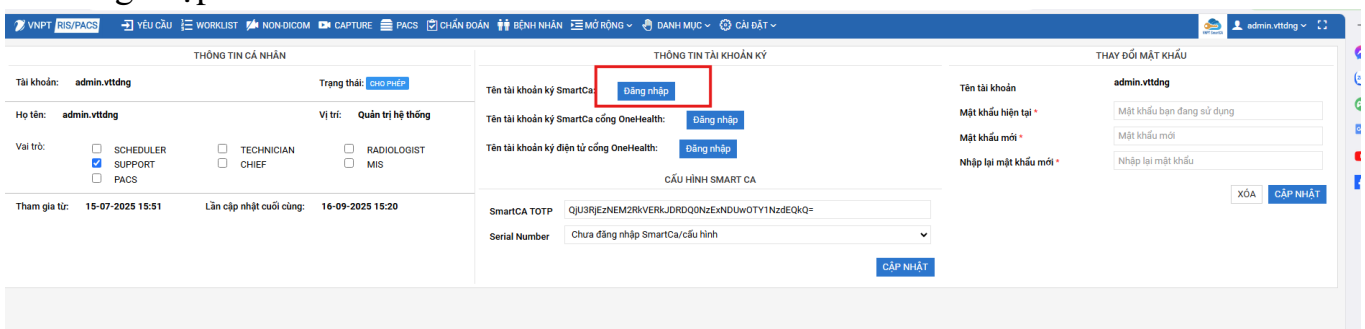 VNPT RIS/PACS YÊU CẦU WORKLIST NON-DICOM CAPTURE PACS CHẨN ĐOÁN BỆNH NHÂN MỞ RỘNG DANH MỤC CÀI ĐẶT admin.vttdng
THÔNG TIN CÁ NHÂN
Tài khoản: admin.vttdng Trạng thái: CHO PHÉP
Họ tên: admin.vttdng Vị trí: Quản trị hệ thống
Vai trò: SCHEDULER TECHNICIAN RADIOLOGIST
SUPPORT CHIEF MIS
PACS
Tham gia từ: 15-07-2025 15:51 Lần cập nhật cuối cùng: 16-09-2025 15:20
THÔNG TIN TÀI KHOẢN KÝ
Tên tài khoản ký SmartCa: Đăng nhập
Tên tài khoản ký SmartCa cổng OneHealth: Đăng nhập
Tên tài khoản ký điện tử cổng OneHealth: Đăng nhập
CẤU HÌNH SMART CA
SmartCA TOTP QjU3RjEzNEM2RkVERkJDRDQ0NzExNDUwOTY1NzdEQkQ=
Serial Number Chưa đăng nhập SmartCa/cấu hình
CẬP NHẬT
THAY ĐỔI MẬT KHẨU
Tên tài khoản admin.vttdng
Mật khẩu hiện tại * Mật khẩu bạn đang sử dụng
Mật khẩu mới * Mật khẩu mới
Nhập lại mật khẩu mới * Nhập lại mật khẩu
XÓA CẬP NHẬT